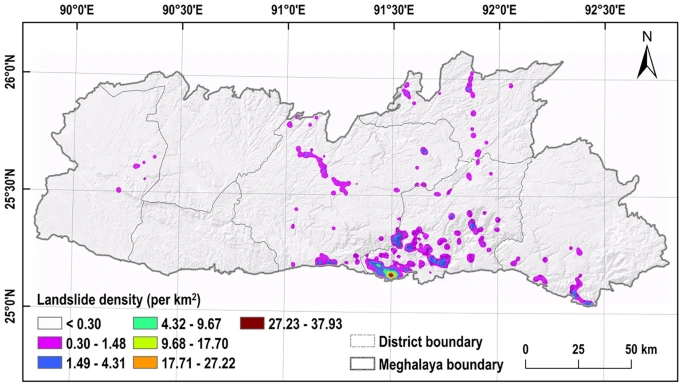 90°0'E 90°30'E 91°0'E 91°30'E 92°0'E 92°30'E
N
26°0'N
25°30'N
25°0'N
Landslide density (per km²)
< 0.30 4.32 - 9.67 27.23 - 37.93
0.30 - 1.48 9.68 - 17.70
1.49 - 4.31 17.71 - 27.22
District boundary
Meghalaya boundary
0 25 50 km